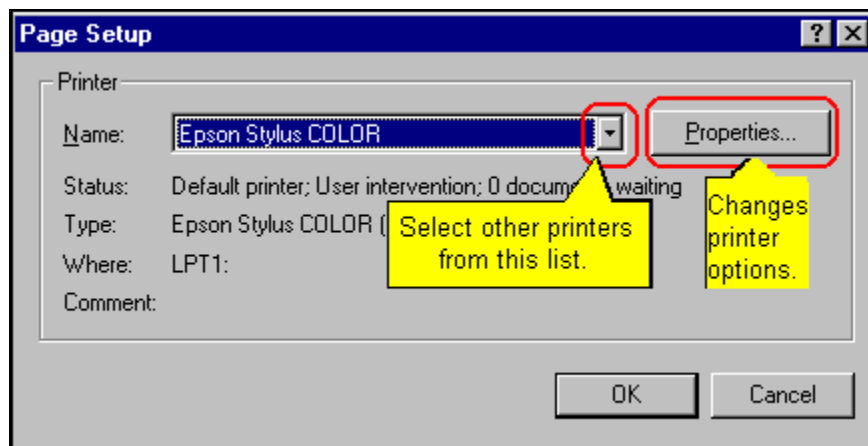 Page Setup
Printer
Name: Epson Stylus COLOR Properties...
Status: Default printer; User intervention; 0 waiting
Type: Epson Stylus COLOR (
Where: LPT1:
Comment:
Select other printers
from this list.
Changes
printer
options.
OK Cancel